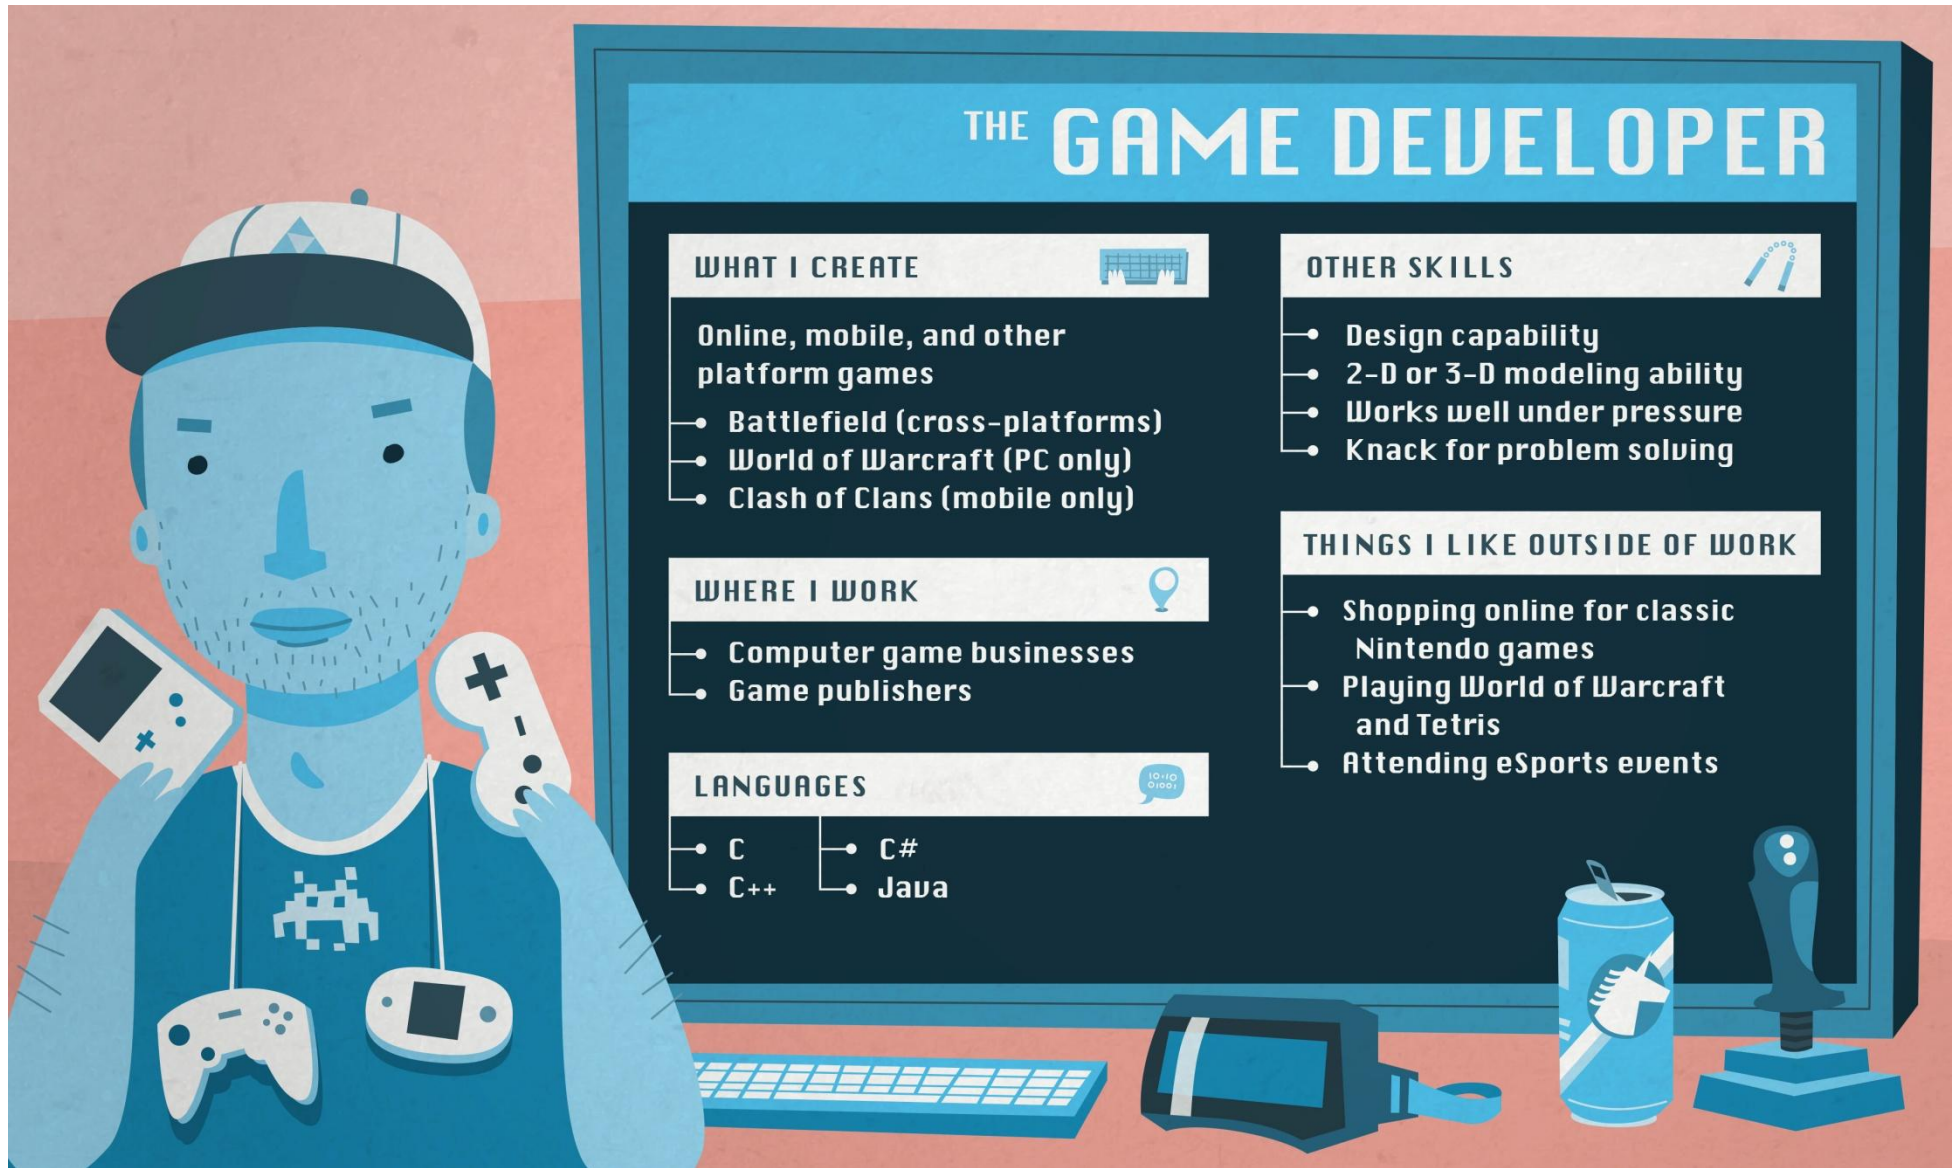 THE GAME DEVELOPER
WHAT I CREATE
Online, mobile, and other
platform games
Battlefield (cross-platforms)
World of Warcraft (PC only)
Clash of Clans (mobile only)
WHERE I WORK
Computer game businesses
Game publishers
LANGUAGES
10-10
01001
C
C++
C#
Java
OTHER SKILLS
Design capability
2-D or 3-D modeling ability
Works well under pressure
Knack for problem solving
THINGS I LIKE OUTSIDE OF WORK
Shopping online for classic
Nintendo games
Playing World of Warcraft
and Tetris
Attending eSports events